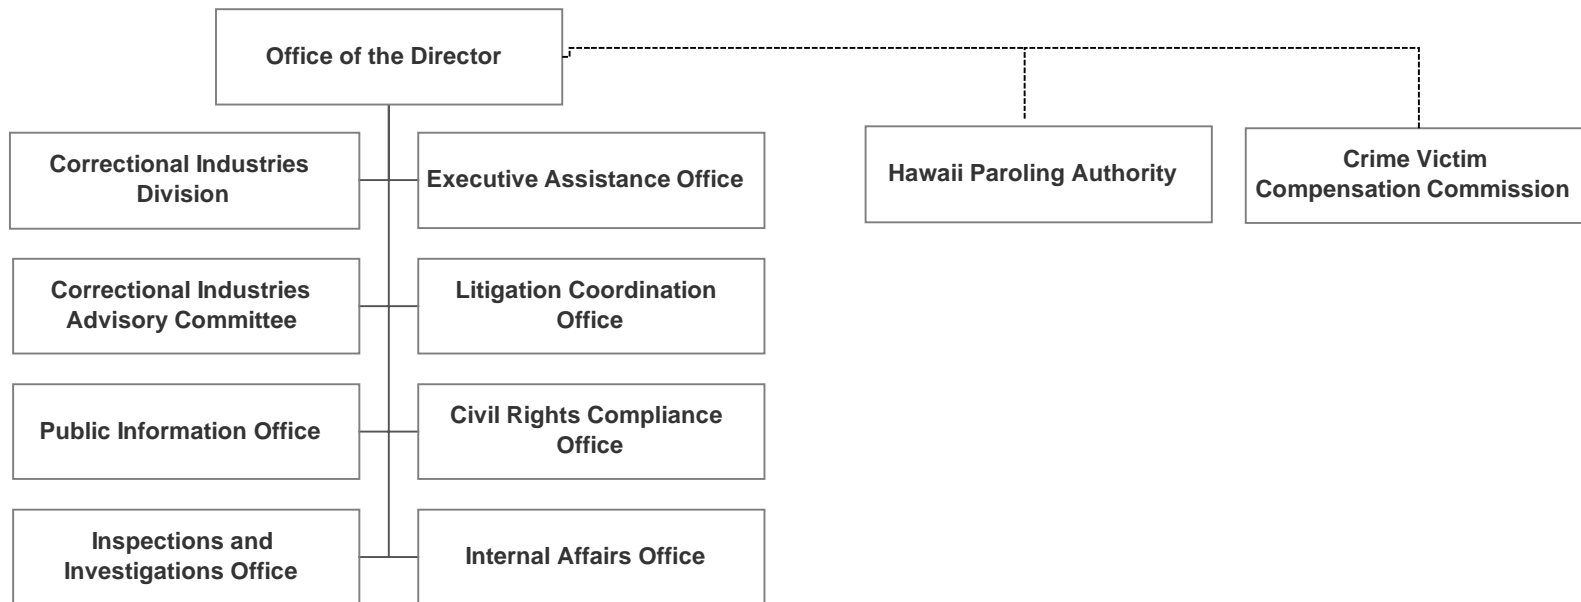 Office of the Director
Correctional Industries
Division
Executive Assistance Office
Hawaii Paroling Authority
Crime Victim
Compensation Commission
Correctional Industries
Advisory Committee
Litigation Coordination
Office
Public Information Office
Civil Rights Compliance
Office
Inspections and
Investigations Office
Internal Affairs Office